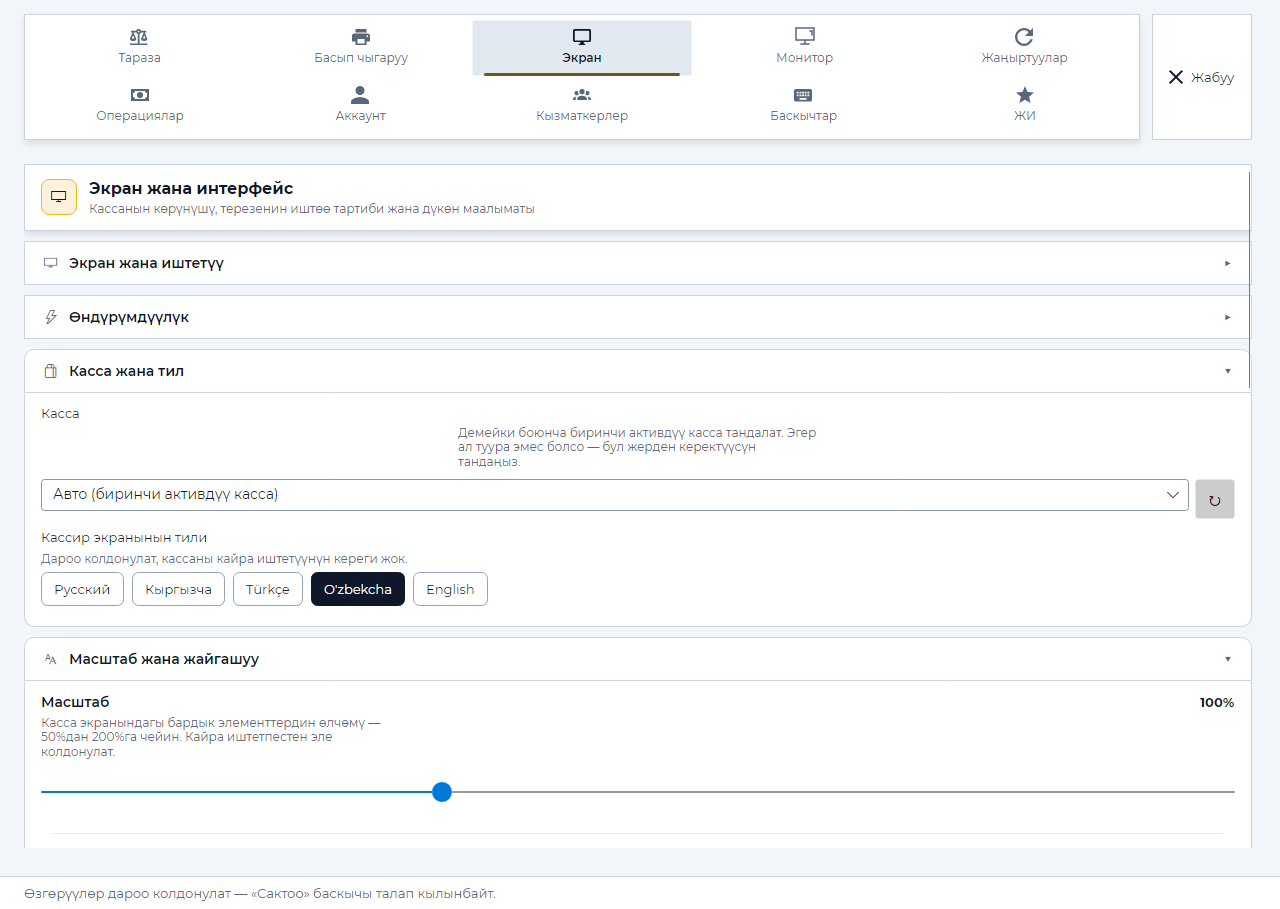 Тараза
Басып чыгаруу
Экран
Монитор
Жаңыртуулар
Жабуу
Операциялар
Аккаунт
Кызматкерлер
Баскычтар
ЖИ
Экран жана интерфейс
Кассанын көрүнүшү, терезенин иштөө тартиби жана дүкөн маалыматы
Экран жана иштетүү
Өндүрүмдүүлүк
Касса жана тил
Касса
Демейки боюнча биринчи активдүү касса тандалат. Эгер
ал туура эмес болсо — бул жерден керектүүсүн
тандаңыз.
Авто (биринчи активдүү касса)
Кассир экранынын тили
Дароо колдонулат, кассаны кайра иштетүүнүн кереги жок.
Русский
Кыргызча
Türkçe
O'zbekcha
English
Масштаб жана жайгашуу
Масштаб
100%
Касса экранындагы бардык элементтердин өлчөмү —
50%дан 200%га чейин. Кайра иштетпестен эле
колдонулат.
Өзгөрүүлөр дароо колдонулат — «Сактоо» баскычы талап кылынбайт.